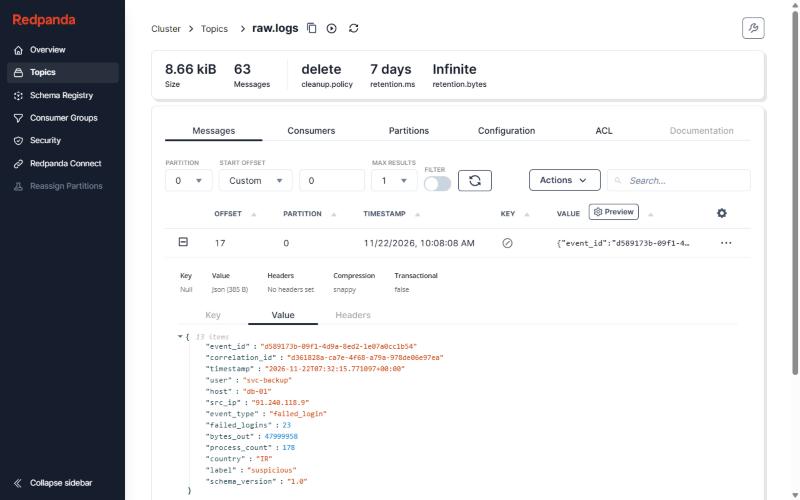 Redpanda
Overview
Topics
Schema Registry
Consumer Groups
Security
Redpanda Connect
Reassign Partitions
Collapse sidebar
Cluster > Topics > raw.logs
8.66 kiB 63 delete 7 days Infinite
Size Messages cleanup.policy retention.ms retention.bytes
Messages Consumers Partitions Configuration ACL Documentation
PARTITION START OFFSET MAX RESULTS FILTER
0 Custom 0 1 Actions Search...
OFFSET PARTITION TIMESTAMP KEY VALUE Preview
17 0 11/22/2026, 10:08:08 AM {"event_id":"d589173b-09f1-4…
Key Value Headers Compression Transactional
Null Json (385 B) No headers set snappy false
Key Value Headers
{ 13 items
"event_id" : "d589173b-09f1-4d9a-8ed2-1e07a0cc1b54"
"correlation_id" : "d361828a-ca7e-4f68-a79a-978de06e97ea"
"timestamp" : "2026-11-22T07:32:15.771097+00:00"
"user" : "svc-backup"
"host" : "db-01"
"src_ip" : "91.240.118.9"
"event_type" : "failed_login"
"failed_logins" : 23
"bytes_out" : 47999958
"process_count" : 178
"country" : "IR"
"label" : "suspicious"
"schema_version" : "1.0"
}